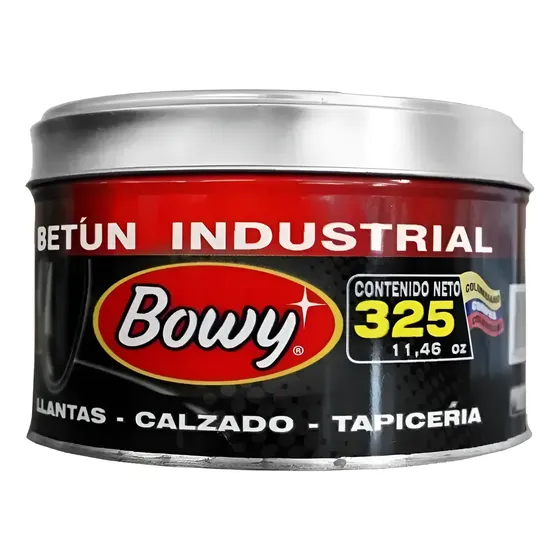 BETÚN INDUSTRIAL
Bowy®
CONTENIDO NETO
325
11,46 oz
LLANTAS - CALZADO - TAPICERÍA